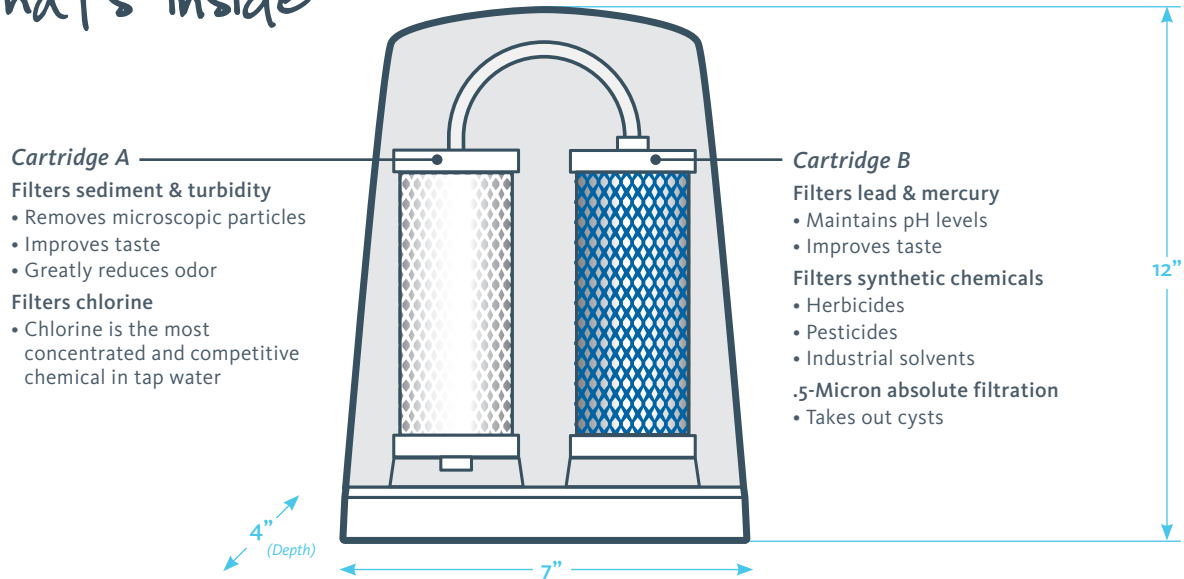 inside
Cartridge A
Filters sediment & turbidity
• Removes microscopic particles
• Improves taste
• Greatly reduces odor
Filters chlorine
• Chlorine is the most
concentrated and competitive
chemical in tap water
Cartridge B
Filters lead & mercury
• Maintains pH levels
• Improves taste
Filters synthetic chemicals
• Herbicides
• Pesticides
• Industrial solvents
.5-Micron absolute filtration
• Takes out cysts
12”
4”
(Depth)
7”